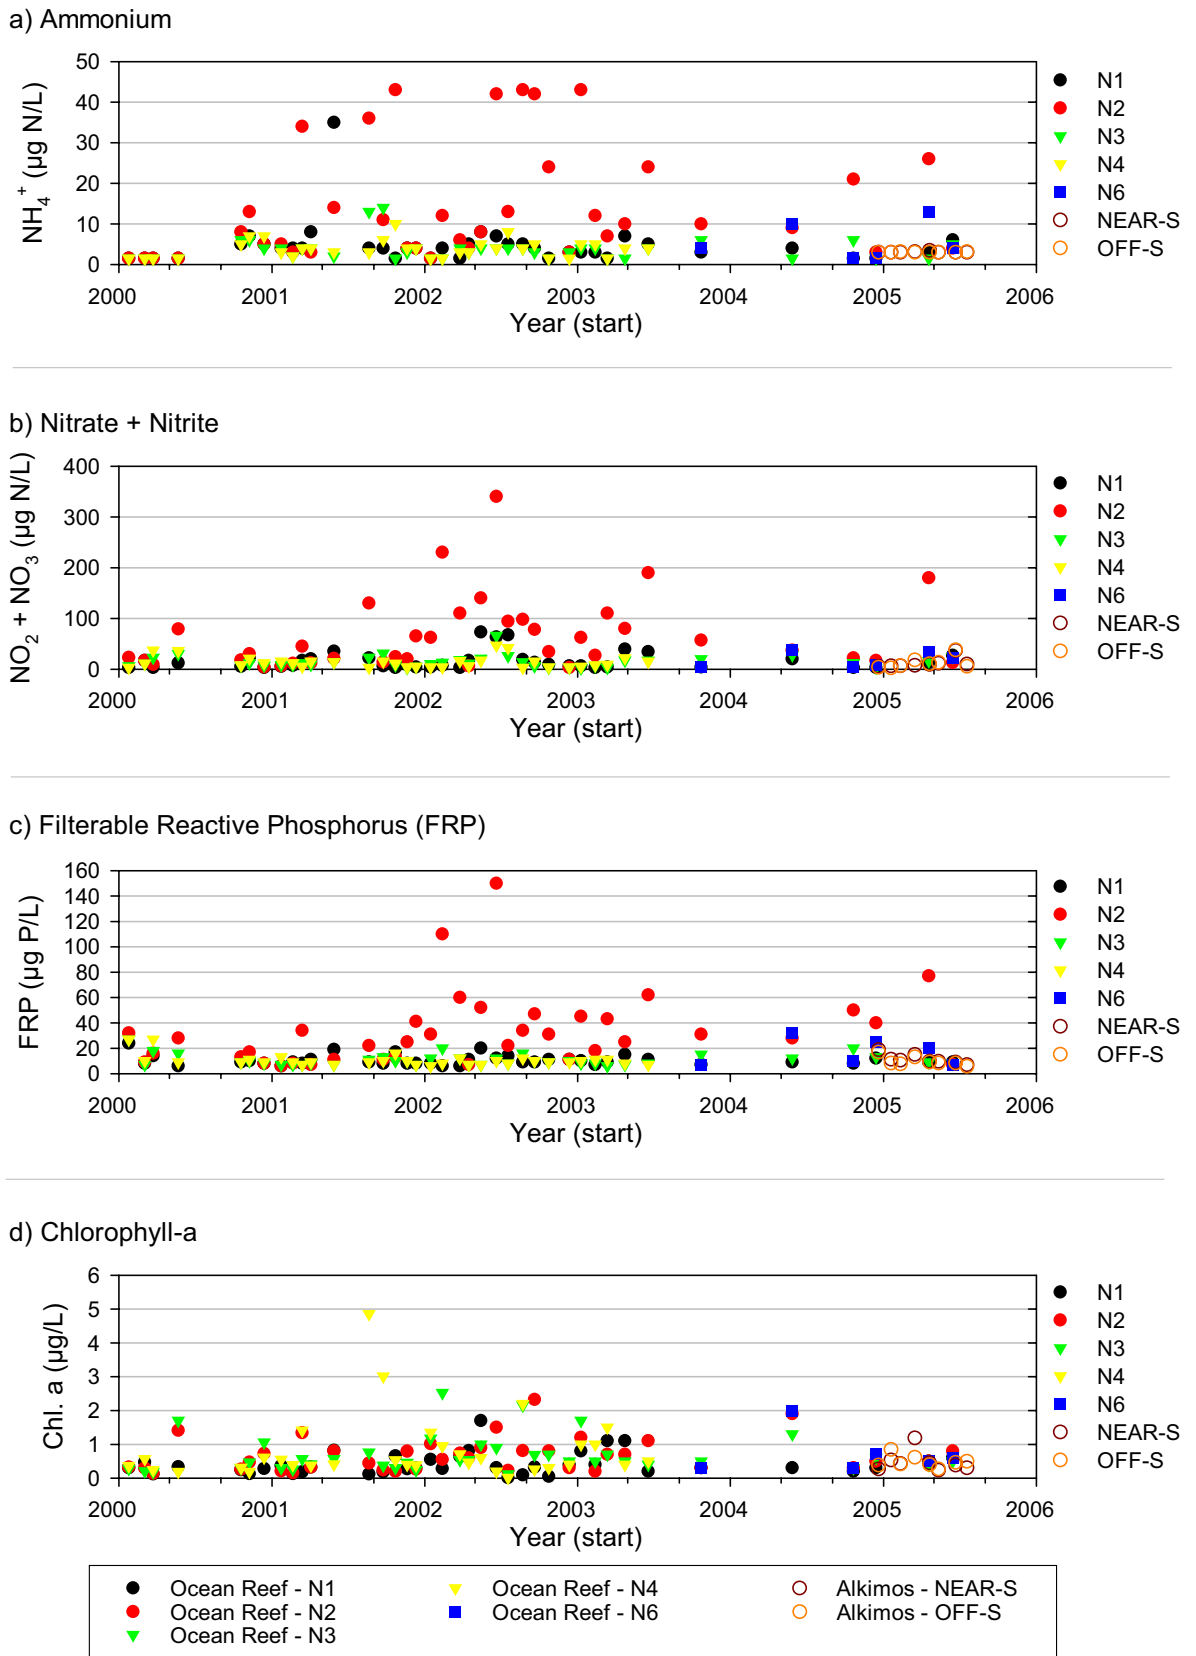 a) Ammonium
NH4+ (µg N/L)
50
40
30
20
10
0
2000 2001 2002 2003 2004 2005 2006
Year (start)
N1
N2
N3
N4
N6
NEAR-S
OFF-S
b) Nitrate + Nitrite
NO2 + NO3 (µg N/L)
400
300
200
100
0
2000 2001 2002 2003 2004 2005 2006
Year (start)
N1
N2
N3
N4
N6
NEAR-S
OFF-S
c) Filterable Reactive Phosphorus (FRP)
FRP (µg P/L)
160
140
120
100
80
60
40
20
0
2000 2001 2002 2003 2004 2005 2006
Year (start)
N1
N2
N3
N4
N6
NEAR-S
OFF-S
d) Chlorophyll-a
Chl. a (µg/L)
6
5
4
3
2
1
0
2000 2001 2002 2003 2004 2005 2006
Year (start)
N1
N2
N3
N4
N6
NEAR-S
OFF-S
Ocean Reef - N1 Ocean Reef - N4 Alkimos - NEAR-S
Ocean Reef - N2 Ocean Reef - N6 Alkimos - OFF-S
Ocean Reef - N3